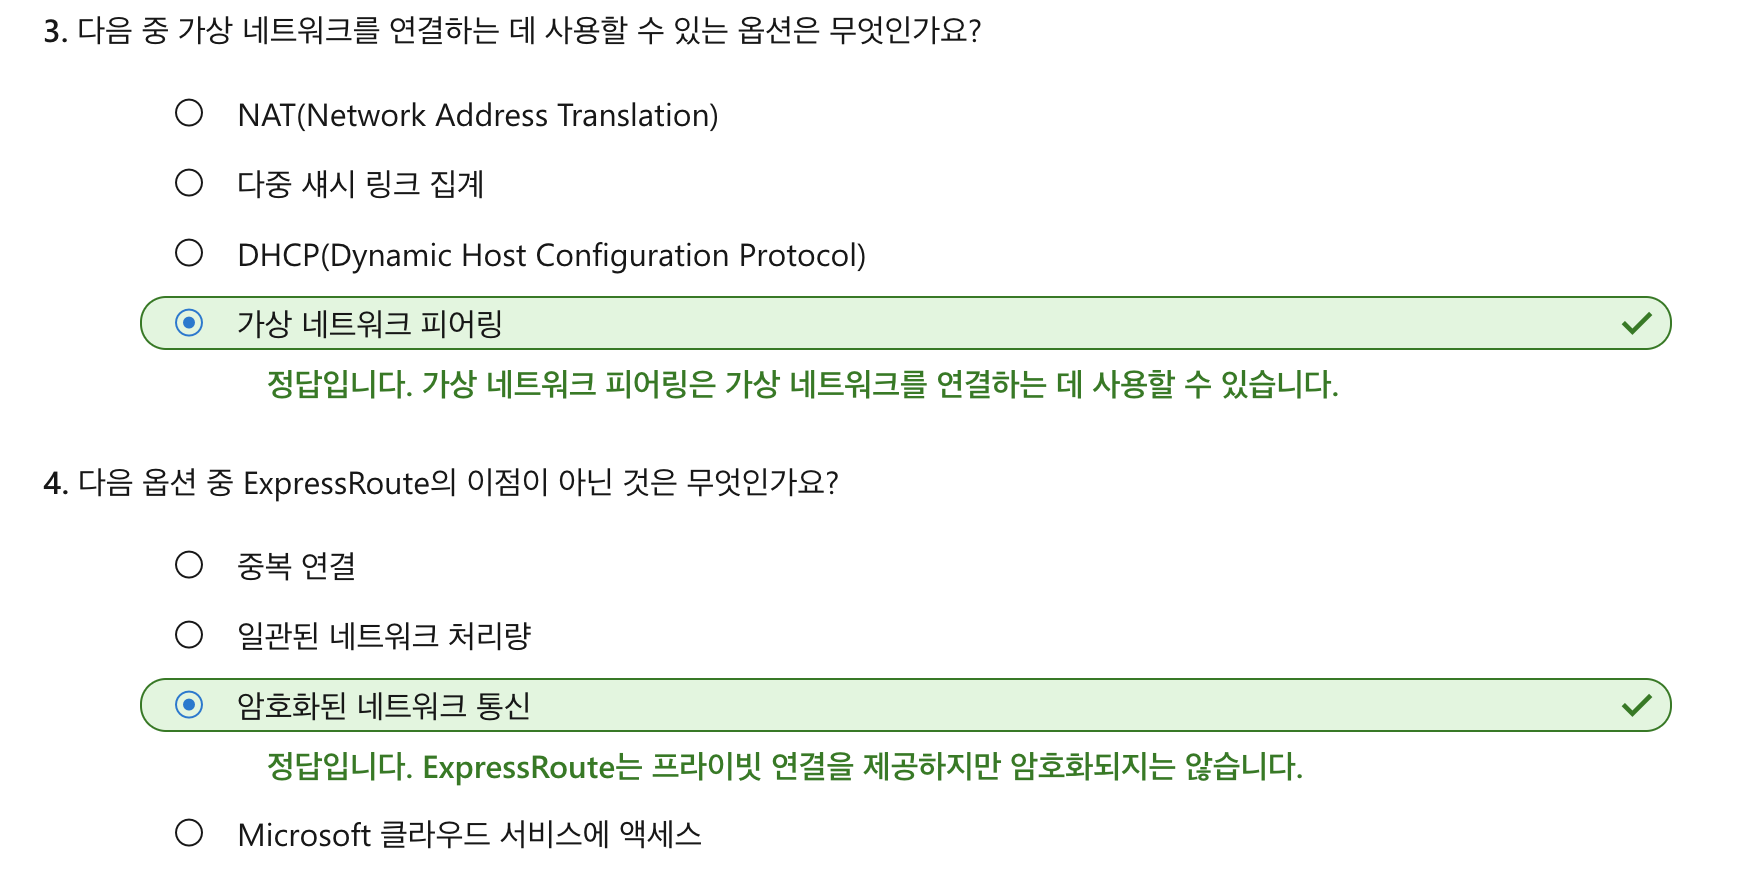 3. 다음 중 가상 네트워크를 연결하는 데 사용할 수 있는 옵션은 무엇인가요?
NAT(Network Address Translation)
다중 섀시 링크 집계
DHCP(Dynamic Host Configuration Protocol)
가상 네트워크 피어링
정답입니다. 가상 네트워크 피어링은 가상 네트워크를 연결하는 데 사용할 수 있습니다.
4. 다음 옵션 중 ExpressRoute의 이점이 아닌 것은 무엇인가요?
중복 연결
일관된 네트워크 처리량
암호화된 네트워크 통신
정답입니다. ExpressRoute는 프라이빗 연결을 제공하지만 암호화되지는 않습니다.
Microsoft 클라우드 서비스에 액세스